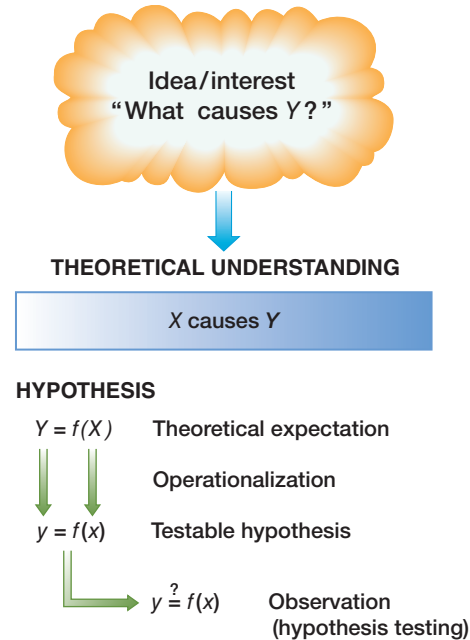 Idea/interest
“What causes Y?”
THEORETICAL UNDERSTANDING
X causes Y
HYPOTHESIS
Y = f(X) Theoretical expectation
Operationalization
y = f(x) Testable hypothesis
y ≟ f(x) Observation
(hypothesis testing)